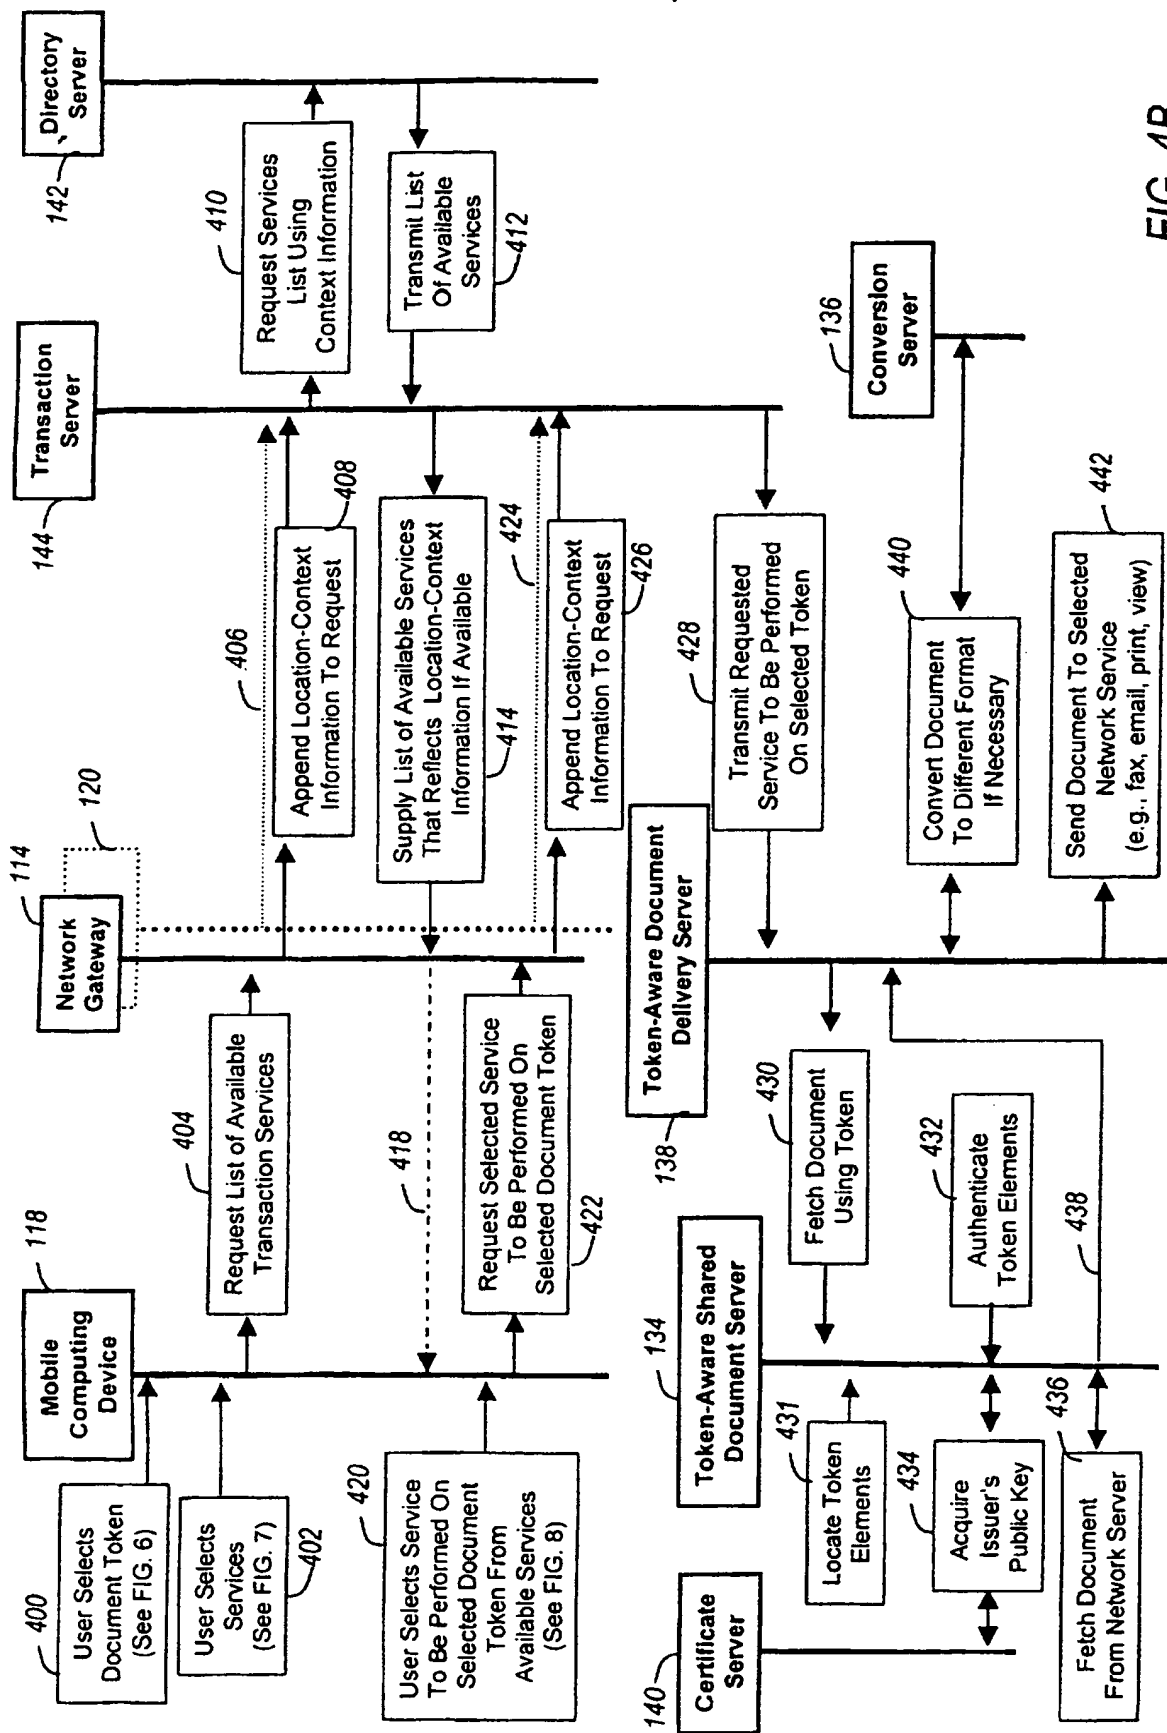 142
`Directory
Server
144
Transaction
Server
114
Network
Gateway
120
118
Mobile
Computing
Device
400
User Selects
Document Token
(See FIG. 6)
User Selects
Services
(See FIG. 7)
402
404
Request List of Available
Transaction Services
406
Append Location-Context
Information To Request
408
410
Request Services
List Using
Context Information
Transmit List
Of Available
Services
412
Supply List of Available Services
That Reflects Location-Context
Information If Available
414
418
420
User Selects Service
To Be Performed On
Selected Document
Token From
Available Services
(See FIG. 8)
Request Selected Service
To Be Performed On
Selected Document Token
422
424
Append Location-Context
Information To Request
426
428
Transmit Requested
Service To Be Performed
On Selected Token
140
Certificate
Server
134
Token-Aware Shared
Document Server
138
Token-Aware Document
Delivery Server
136
Conversion
Server
430
Fetch Document
Using Token
431
Locate Token
Elements
432
Authenticate
Token Elements
434
Acquire
Issuer's
Public Key
436
Fetch Document
From Network Server
438
440
Convert Document
To Different Format
If Necessary
442
Send Document To Selected
Network Service
(e.g., fax, email, print, view)
FIG. 4B